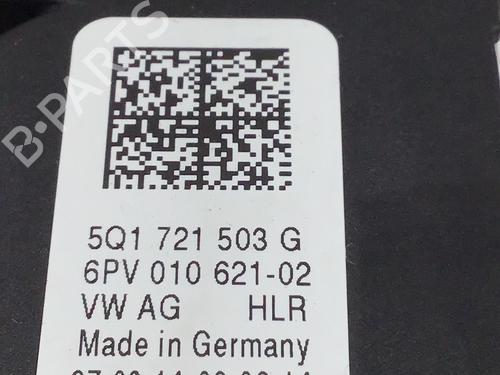 B-PARTS
5Q1 721 503 G
6PV 010 621-02
VW AG HLR
Made in Germany